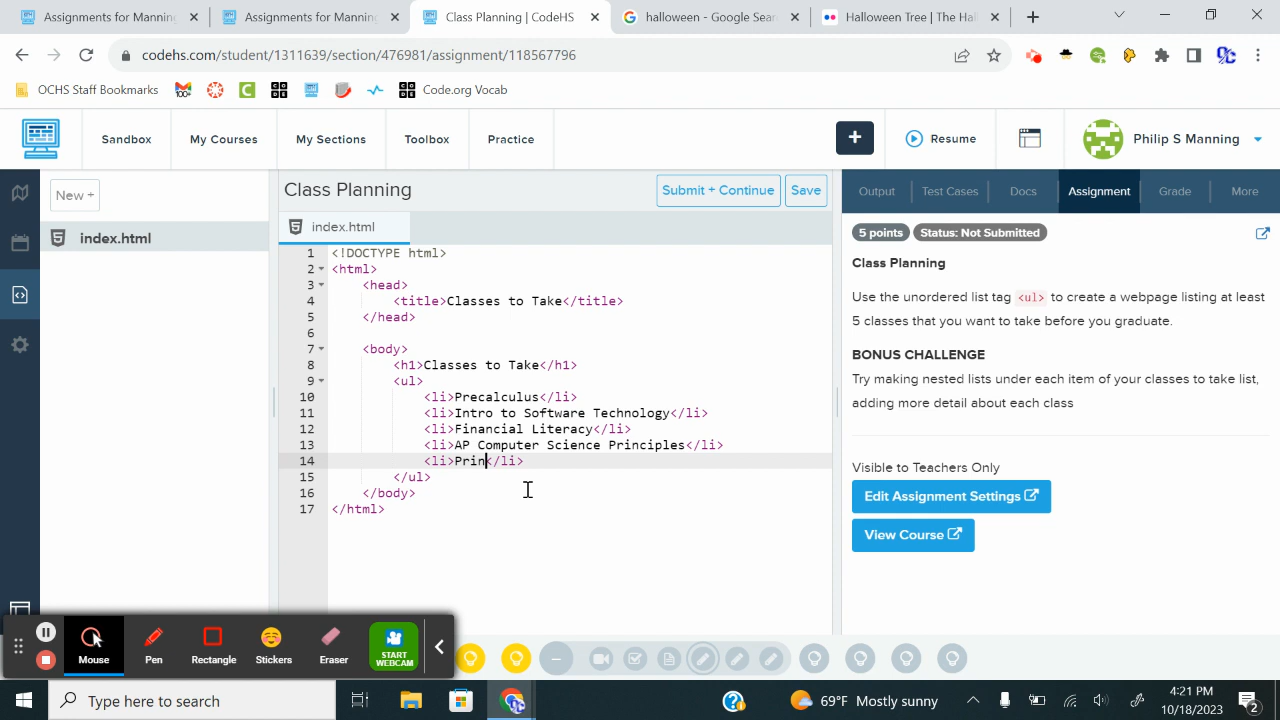 Assignments for Manning
Assignments for Manning
Class Planning | CodeHS
halloween - Google Sear
Halloween Tree | The Hal
codehs.com/student/1311639/section/476981/assignment/118567796
OCHS Staff Bookmarks
Code.org Vocab
Sandbox
My Courses
My Sections
Toolbox
Practice
+
Resume
Philip S Manning
New +
Class Planning
Submit + Continue
Save
Output
Test Cases
Docs
Assignment
Grade
More
index.html
index.html
1 <!DOCTYPE html>
2 <html>
3 <head>
4 <title>Classes to Take</title>
5 </head>
6
7 <body>
8 <h1>Classes to Take</h1>
9 <ul>
10 <li>Precalculus</li>
11 <li>Intro to Software Technology</li>
12 <li>Financial Literacy</li>
13 <li>AP Computer Science Principles</li>
14 <li>Prin</li>
15 </ul>
16 </body>
17 </html>
5 points
Status: Not Submitted
Class Planning
Use the unordered list tag <ul> to create a webpage listing at least
5 classes that you want to take before you graduate.
BONUS CHALLENGE
Try making nested lists under each item of your classes to take list,
adding more detail about each class
Visible to Teachers Only
Edit Assignment Settings
View Course
Mouse
Pen
Rectangle
Stickers
Eraser
START
WEBCAM
Type here to search
69°F Mostly sunny
4:21 PM
10/18/2023
2